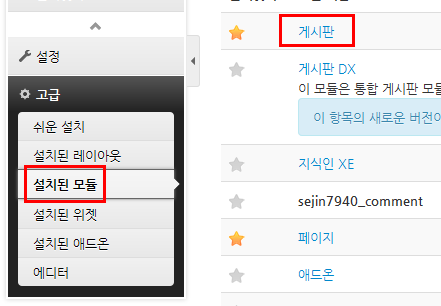 설정
고급
쉬운 설치
설치된 레이아웃
설치된 모듈
설치된 위젯
설치된 애드온
에디터
게시판
게시판 DX
이 모듈은 통합 게시판 모듈
이 항목의 새로운 버전이
지식인 XE
sejin7940_comment
페이지
애드온